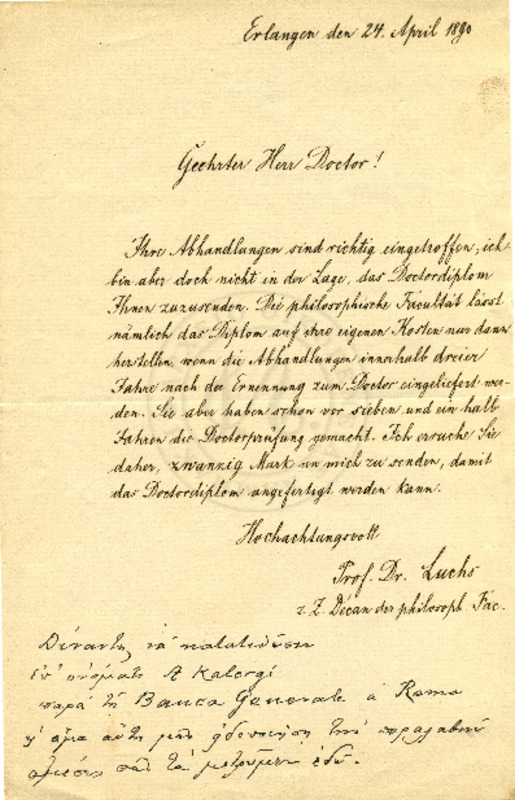 Erlangen den 24. April 1890
Geehrter Herr Doctor!
Ihre Abhandlungen sind richtig eingetroffen, ich
bin aber doch nicht in der Lage, das Doctordiplom
Ihnen zuzusenden. Die philosophische Facultät lässt
nämlich das Diplom auf ihre eigenen Kosten nur dann
herstellen, wenn die Abhandlungen innerhalb dreier
Jahre nach der Ernennung zum Doctor eingeliefert wer-
den. Sie aber haben schon vor sieben und ein halb
Jahren die Doctorprüfung gemacht. Ich ersuche Sie
daher, zwanzig Mark an mich zu senden, damit
das Doctordiplom angefertigt werden kann.
Hochachtungsvoll
Prof. Dr. Luchs
z. Z. Decan der philosoph. Fac.
νὰ
A Kalergi
παρὰ τῇ Banca Generale à Roma
ἐδῶ.